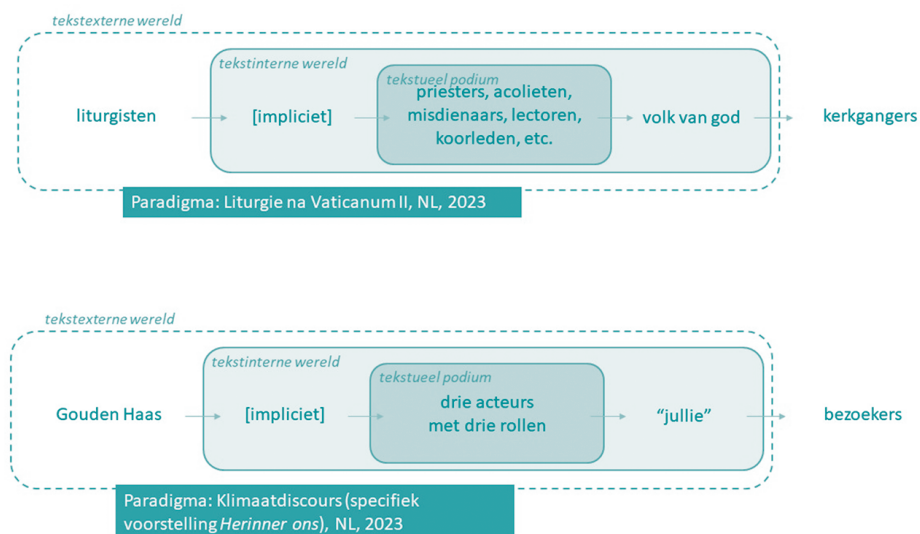 tekstexterne wereld
tekstinterne wereld
tekstueel podium
liturgisten
[impliciet]
priesters, acolieten,
misdienaars, lectoren,
koorleden, etc.
volk van god
kerkgangers
Paradigma: Liturgie na Vaticanum II, NL, 2023
tekstexterne wereld
tekstinterne wereld
tekstueel podium
Gouden Haas
[impliciet]
drie acteurs
met drie rollen
“jullie”
bezoekers
Paradigma: Klimaatdiscours (specifiek
voorstelling Herinner ons), NL, 2023